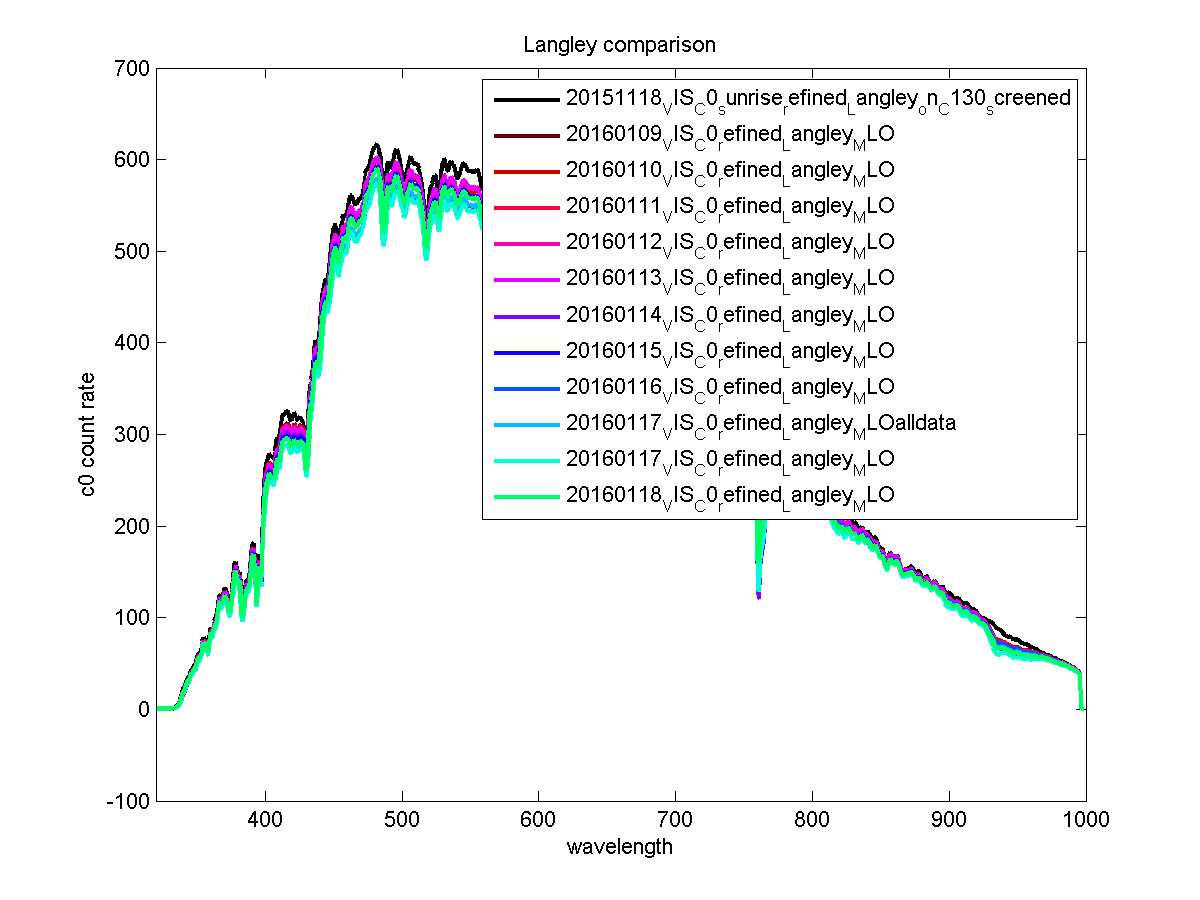 Langley comparison
700
600
500
400
300
200
100
0
-100
c0 count rate
20151118VISC0sunriserefinedLangleyonC130screened
20160109VISC0refinedLangleyMLO
20160110VISC0refinedLangleyMLO
20160111VISC0refinedLangleyMLO
20160112VISC0refinedLangleyMLO
20160113VISC0refinedLangleyMLO
20160114VISC0refinedLangleyMLO
20160115VISC0refinedLangleyMLO
20160116VISC0refinedLangleyMLO
20160117VISC0refinedLangleyMLOalldata
20160117VISC0refinedLangleyMLO
20160118VISC0refinedLangleyMLO
400 500 600 700 800 900 1000
wavelength